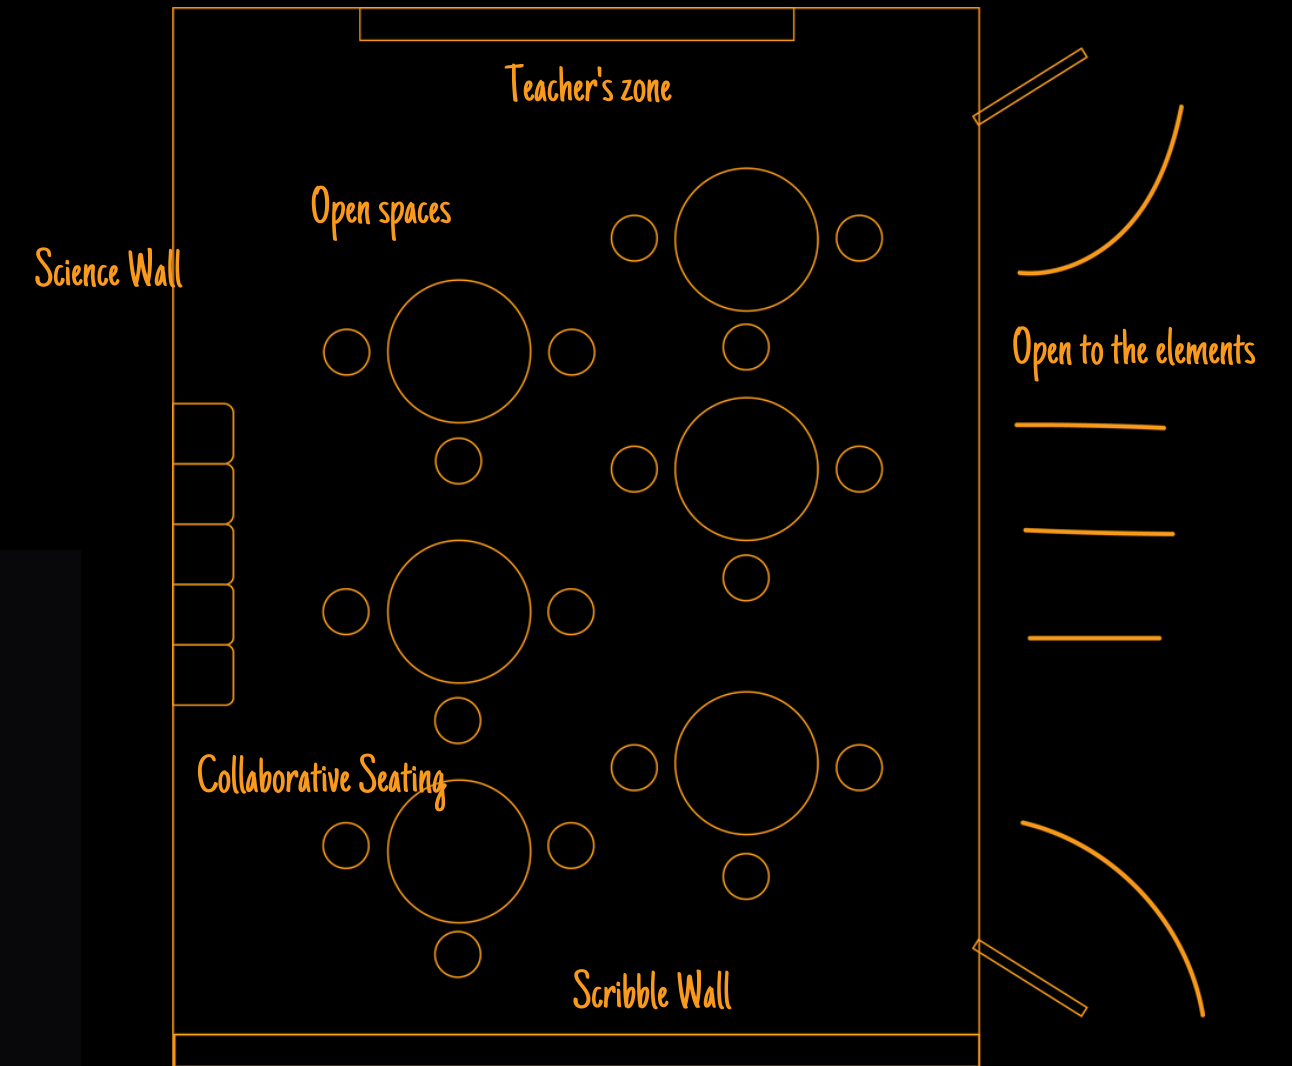 Teacher's zone
Open spaces
Science Wall
Open to the elements
Collaborative Seating
Scribble Wall